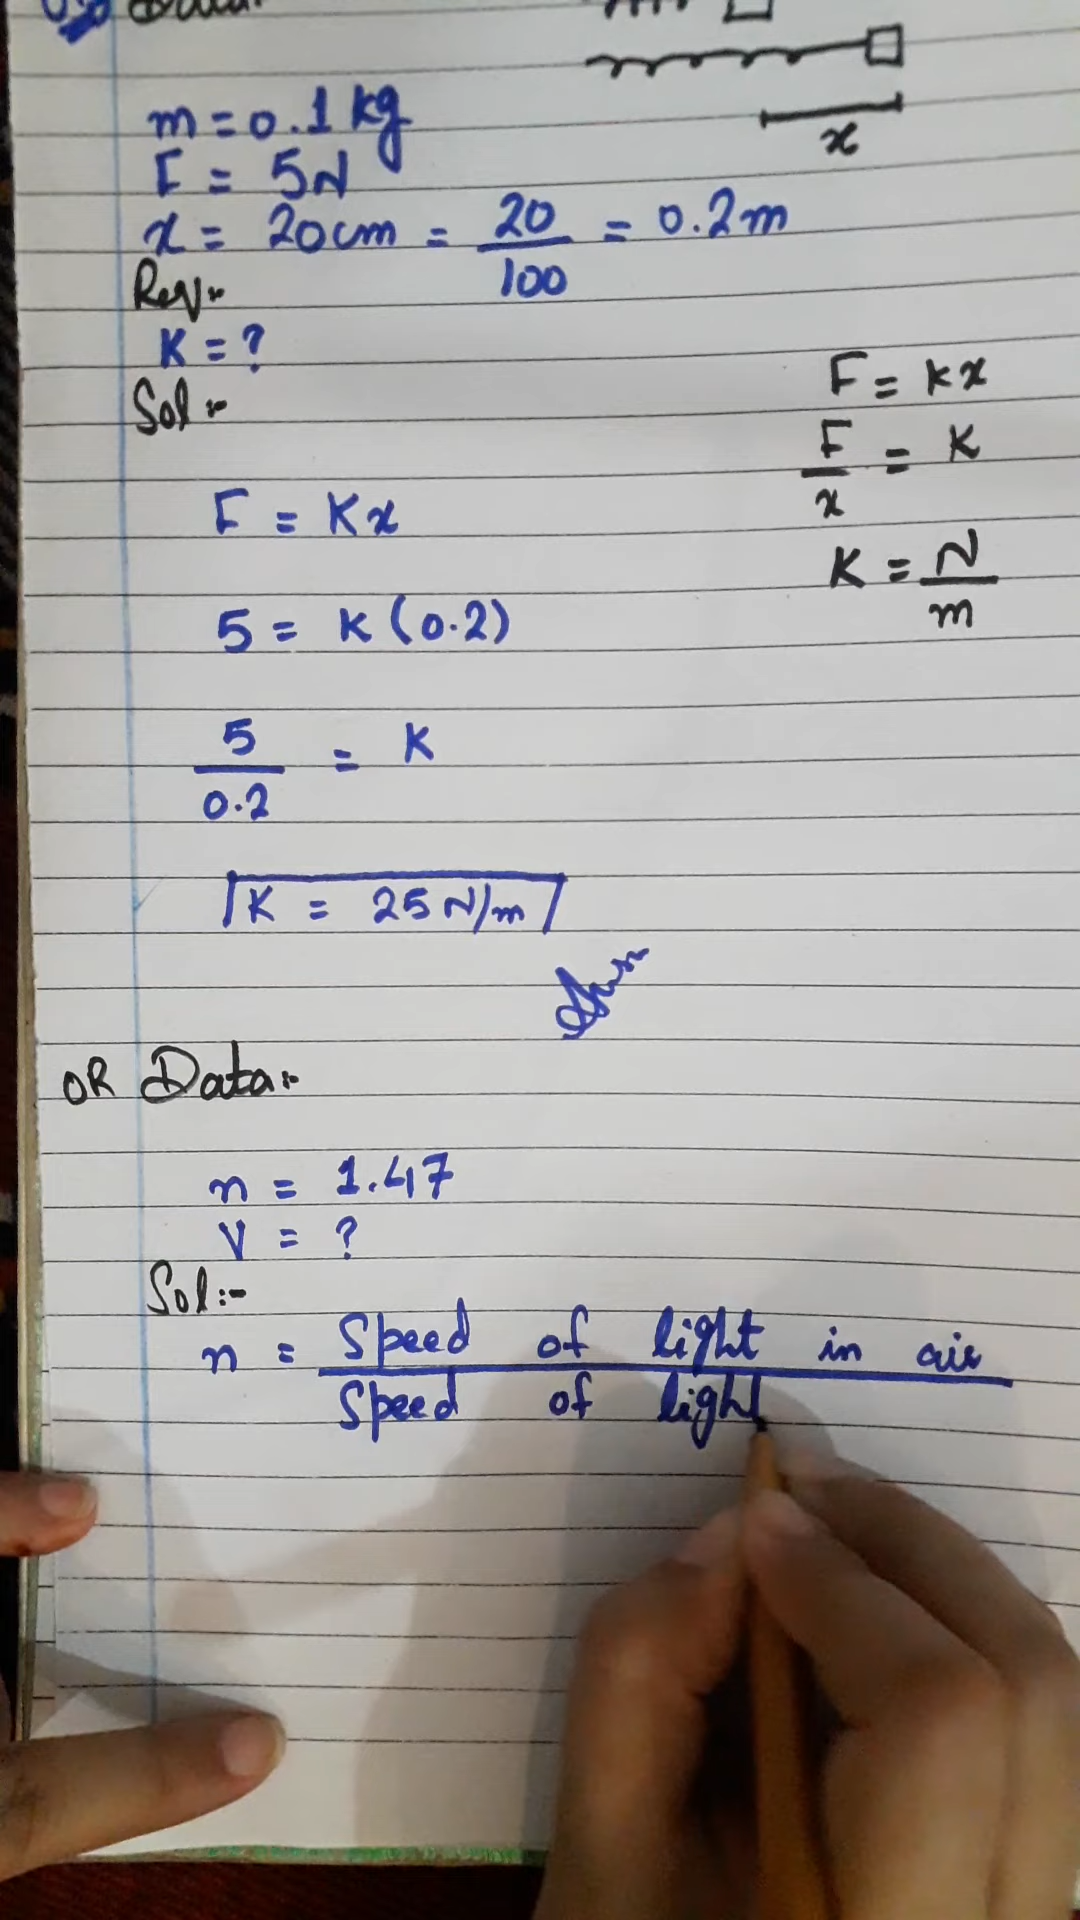 x
m = 0.1 kg
F = 5N
x = 20cm = 20/100 = 0.2m
Req:-
K = ?
Sol:-
F = Kx
F/x = K
K = N/m
F = Kx
5 = K(0.2)
5/0.2 = K
K = 25 N/m
Ans
OR Data:-
n = 1.47
V = ?
Sol:-
n = Speed of light in air
Speed of light